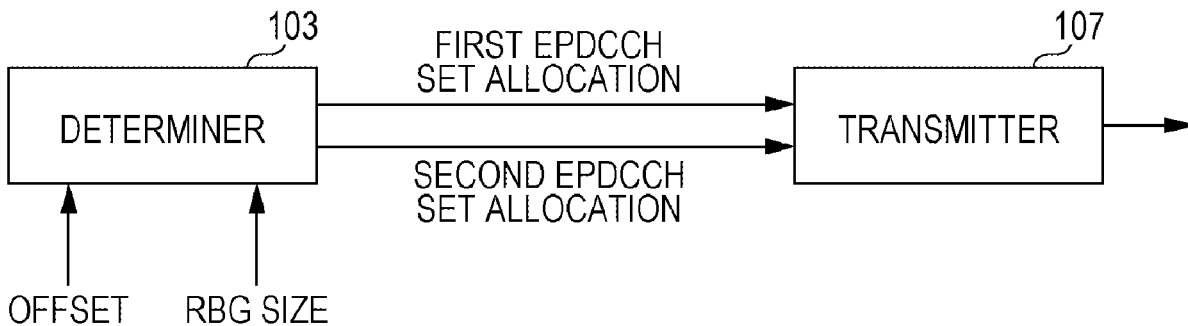 103
107
FIRST EPDCCH
SET ALLOCATION
DETERMINER
TRANSMITTER
SECOND EPDCCH
SET ALLOCATION
OFFSET
RBG SIZE